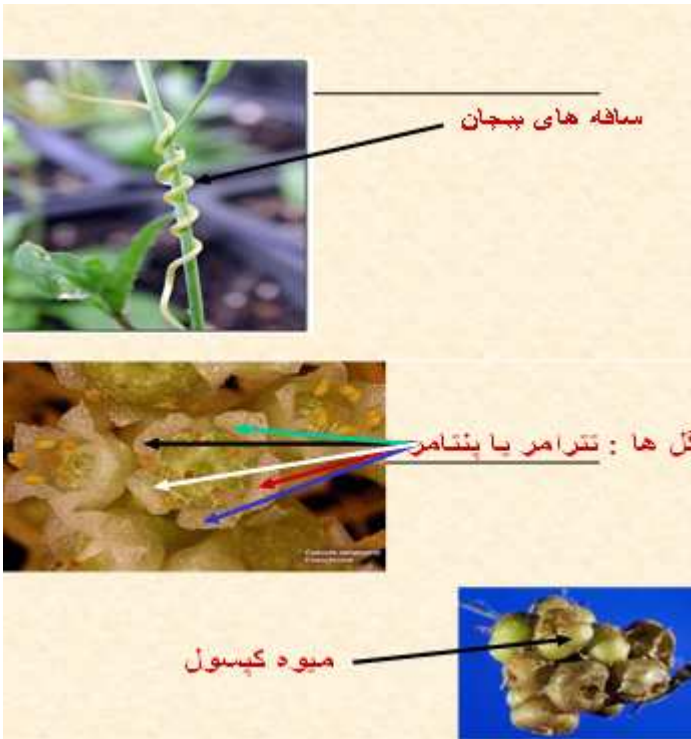 ساقه های پیچان
گل ها : تترامر یا پنتامر
میوه کپسول